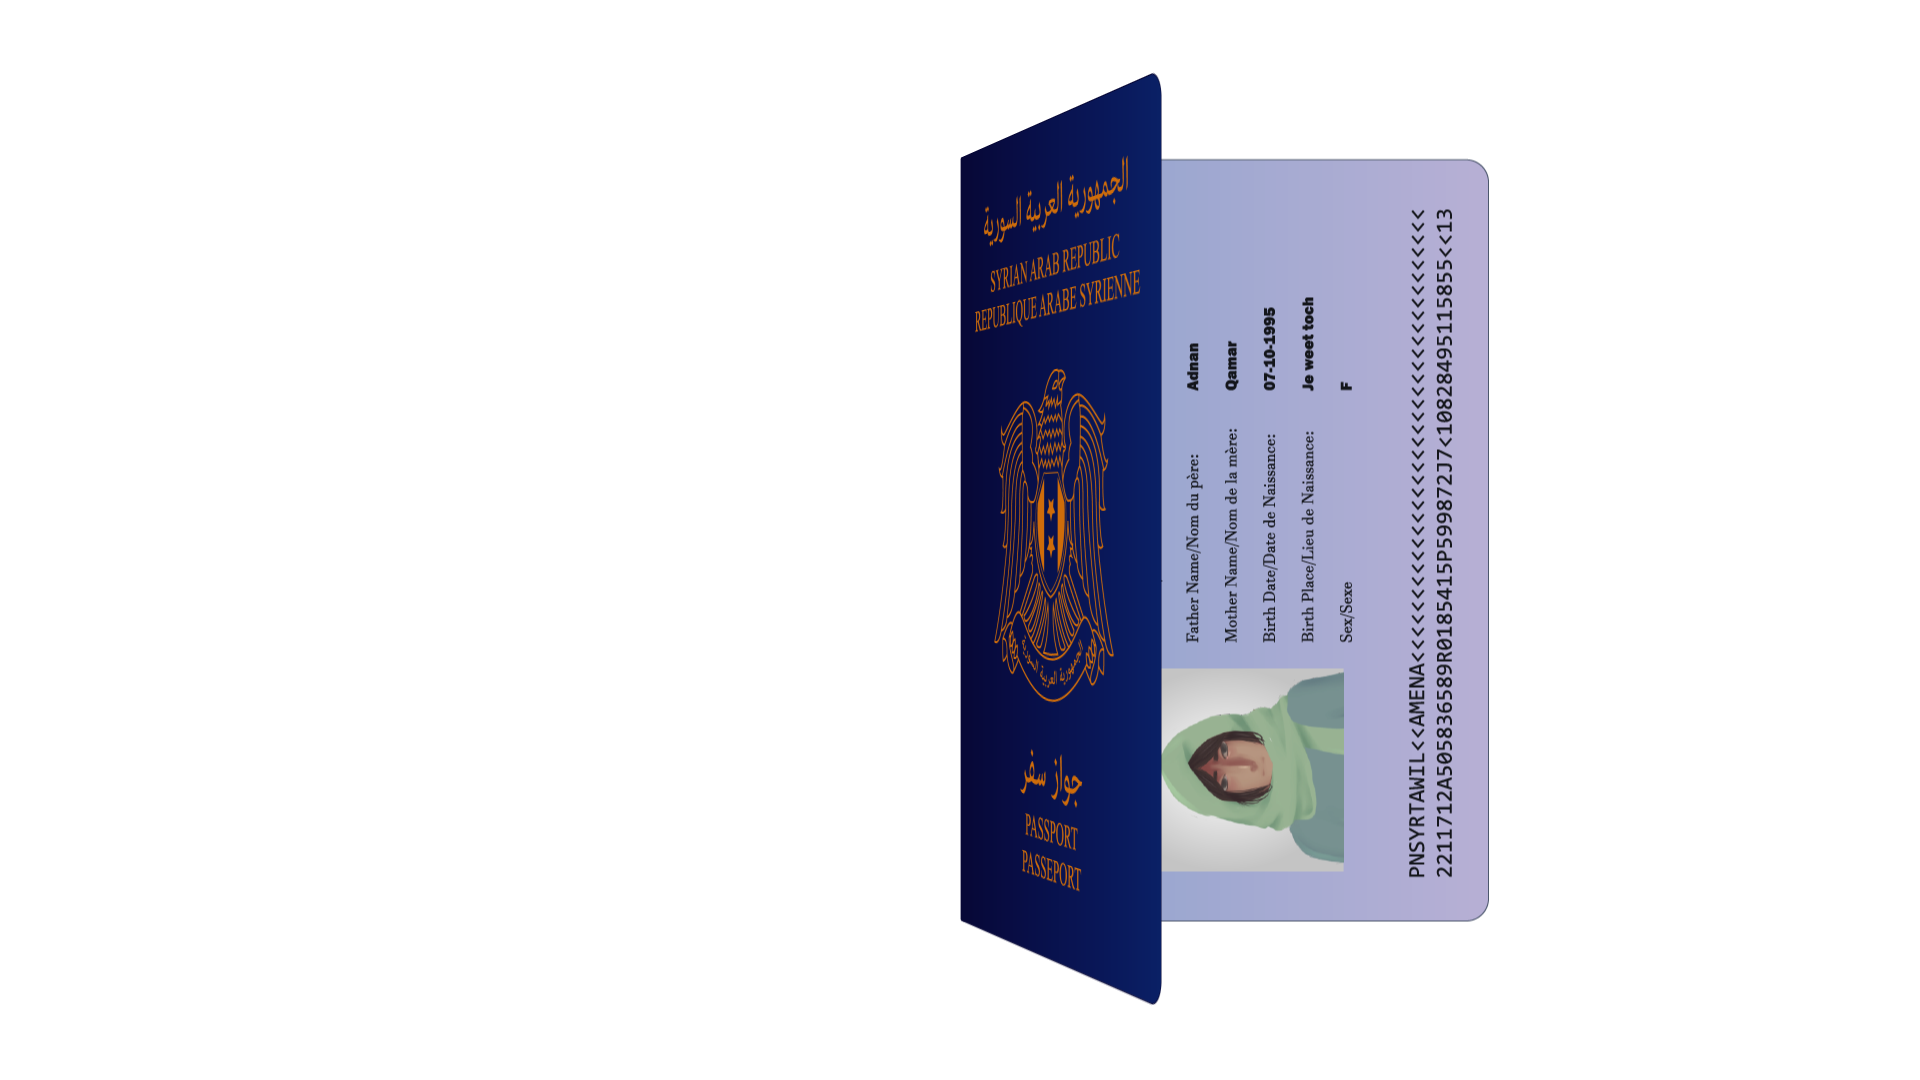 الجمهورية العربية السورية
SYRIAN ARAB REPUBLIC
REPUBLIQUE ARABE SYRIENNE
الجمهورية العربية السورية
جواز سفر
PASSPORT
PASSEPORT
Father Name/Nom du père: Adnan
Mother Name/Nom de la mère: Qamar
Birth Date/Date de Naissance: 07-10-1995
Birth Place/Lieu de Naissance: Je weet toch
Sex/Sexe F
PNSYRTAWIL<<AMENA<<<<<<<<<<<<<<<<<<<<<<<<<<<<<<<<<
2211712A505836589R0185415P599872J7<108284951115855<<13